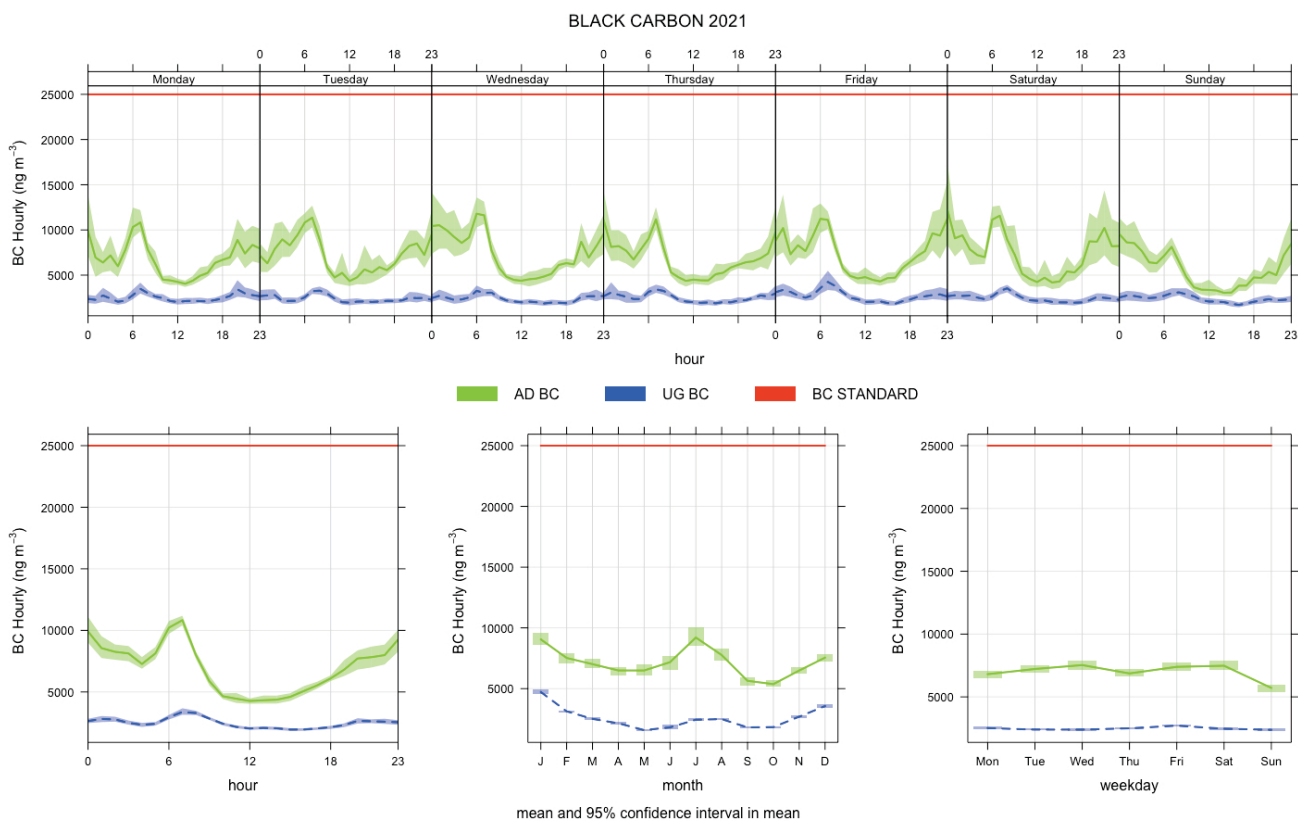 BLACK CARBON 2021
0 6 12 18 23 0 6 12 18 23 0 6 12 18 23
Monday Tuesday Wednesday Thursday Friday Saturday Sunday
25000
20000
15000
10000
5000
BC Hourly (ng m−3)
0 6 12 18 23 0 6 12 18 23 0 6 12 18 23 0 6 12 18 23
hour
AD BC UG BC BC STANDARD
25000
20000
15000
10000
5000
BC Hourly (ng m−3)
0 6 12 18 23
hour
25000
20000
15000
10000
5000
BC Hourly (ng m−3)
J F M A M J J A S O N D
month
25000
20000
15000
10000
5000
BC Hourly (ng m−3)
Mon Tue Wed Thu Fri Sat Sun
weekday
mean and 95% confidence interval in mean